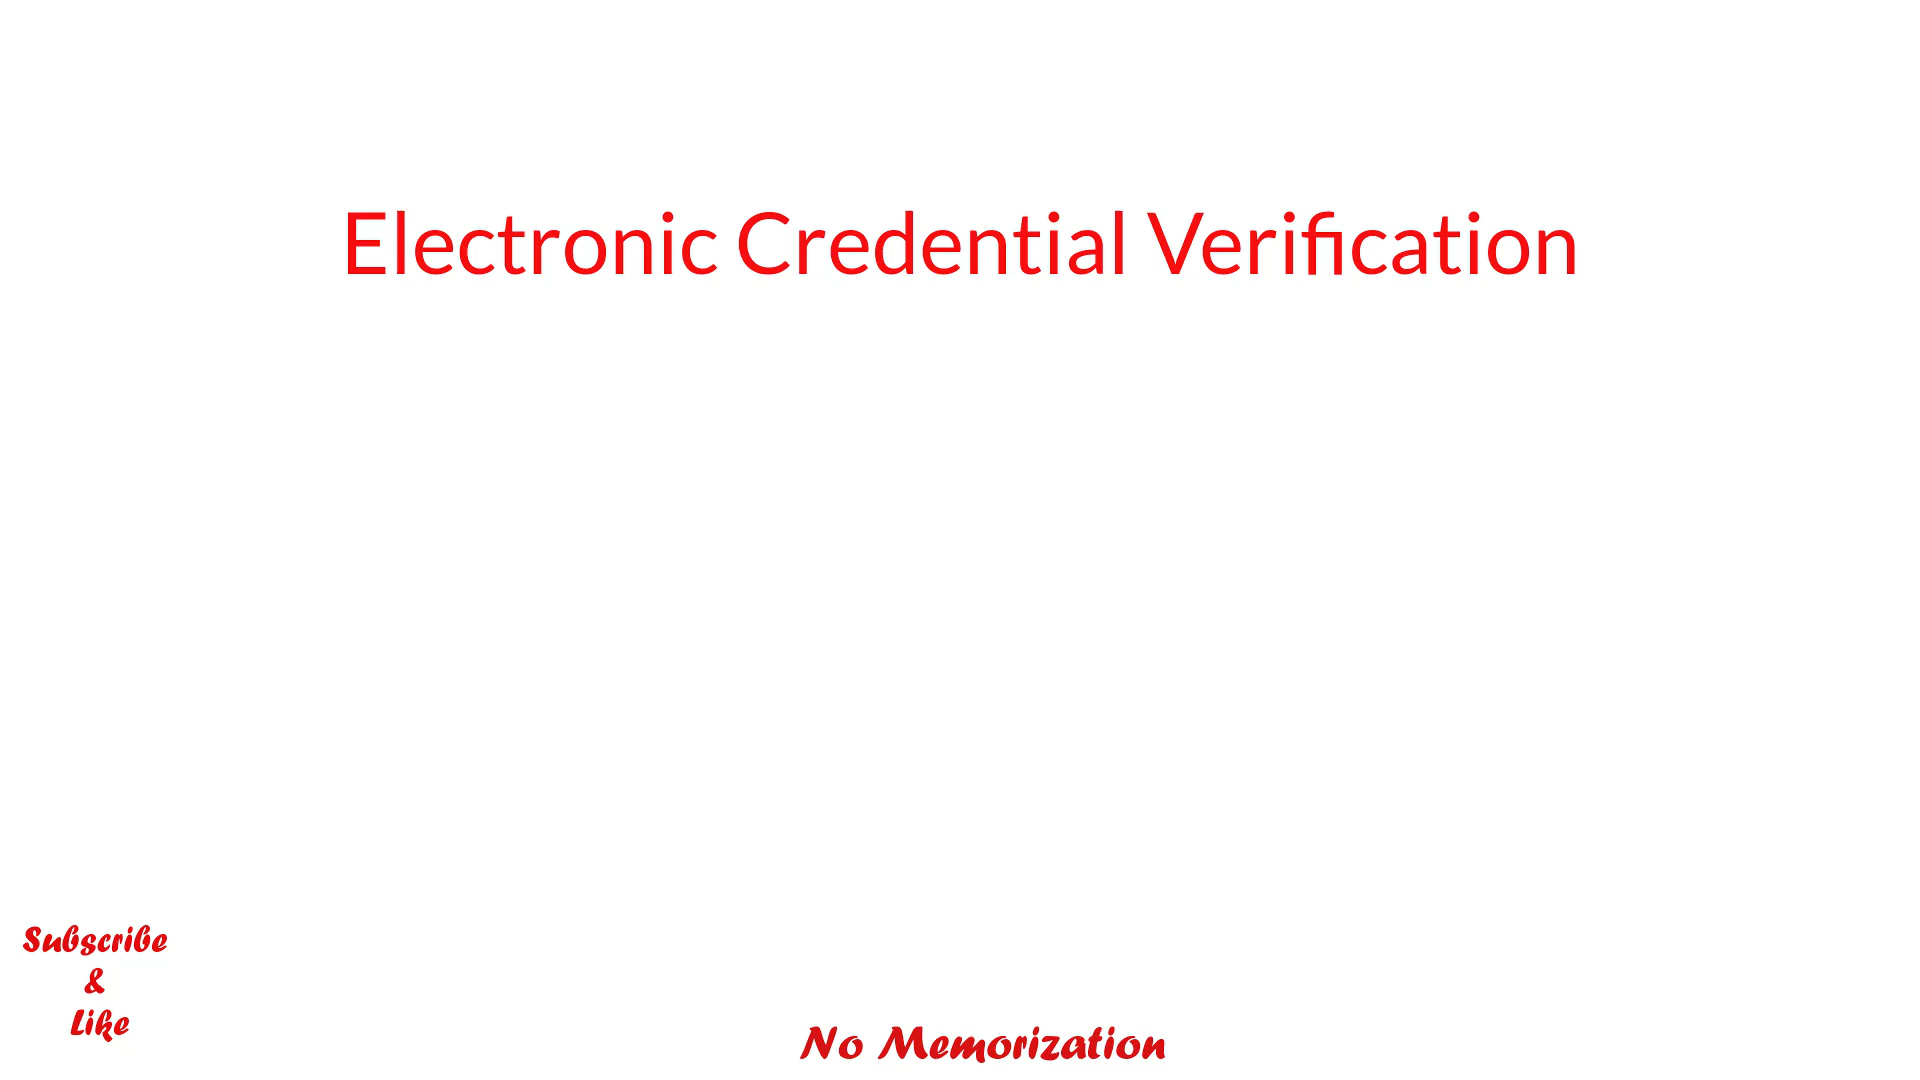 Electronic Credential Verification
Subscribe
&
Like
No Memorization